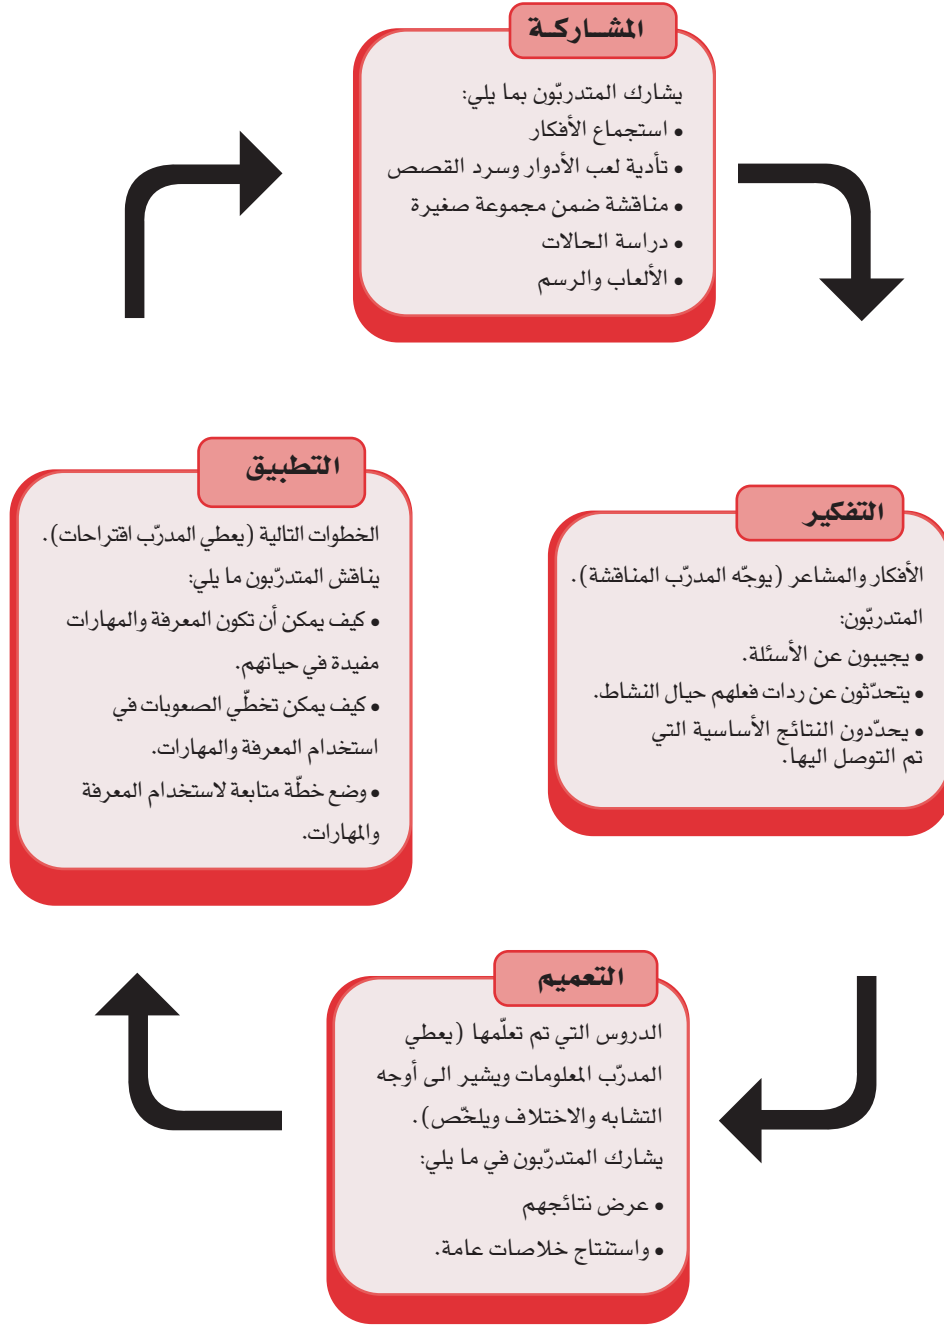 المشــاركــة
يشارك المتدربّون بما يلي:
• استجماع الأفكار
• تأدية لعب الأدوار وسرد القصص
• مناقشة ضمن مجموعة صغيرة
• دراسة الحالات
• الألعاب والرسم
التفكير
الأفكار والمشاعر (يوجّه المدرّب المناقشة).
المتدربّون:
• يجيبون عن الأسئلة.
• يتحدّثون عن ردات فعلهم حيال النشاط.
• يحدّدون النتائج الأساسية التي
تم التوصل اليها.
التعميم
الدروس التي تم تعلّمها (يعطي
المدرّب المعلومات ويشير الى أوجه
التشابه والاختلاف ويلخّص).
يشارك المتدرّبون في ما يلي:
• عرض نتائجهم
• واستنتاج خلاصات عامة.
التطبيق
الخطوات التالية (يعطي المدرّب اقتراحات).
يناقش المتدرّبون ما يلي:
• كيف يمكن أن تكون المعرفة والمهارات
مفيدة في حياتهم.
• كيف يمكن تخطّي الصعوبات في
استخدام المعرفة والمهارات.
• وضع خطّة متابعة لاستخدام المعرفة
والمهارات.